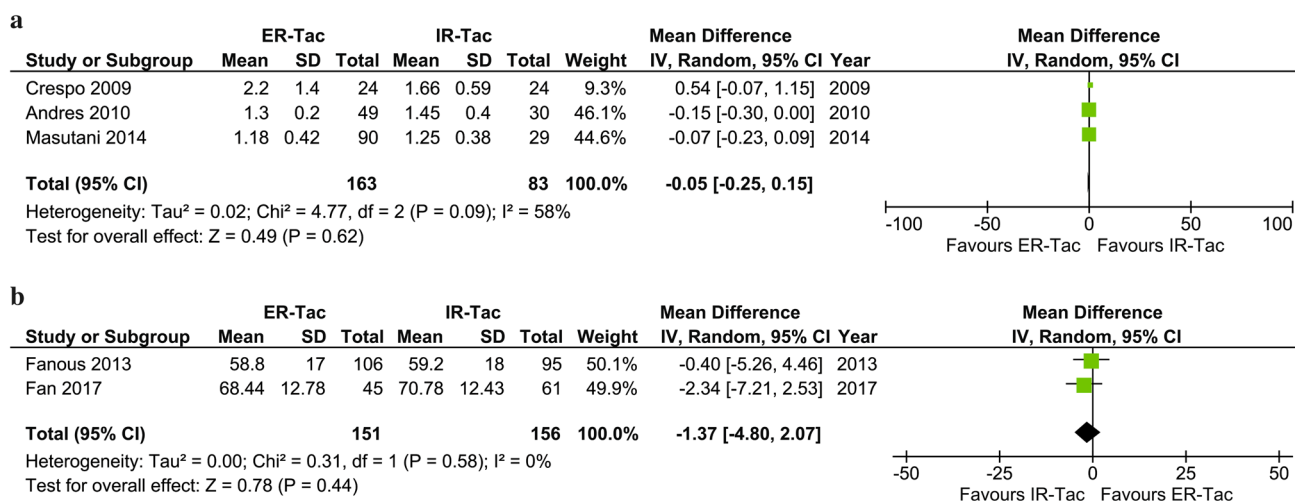 a
ER-Tac IR-Tac Mean Difference Mean Difference
Study or Subgroup Mean SD Total Mean SD Total Weight IV, Random, 95% CI Year IV, Random, 95% CI
Crespo 2009 2.2 1.4 24 1.66 0.59 24 9.3% 0.54 [-0.07, 1.15] 2009
Andres 2010 1.3 0.2 49 1.45 0.4 30 46.1% -0.15 [-0.30, 0.00] 2010
Masutani 2014 1.18 0.42 90 1.25 0.38 29 44.6% -0.07 [-0.23, 0.09] 2014
Total (95% CI) 163 83 100.0% -0.05 [-0.25, 0.15]
Heterogeneity: Tau² = 0.02; Chi² = 4.77, df = 2 (P = 0.09); I² = 58%
Test for overall effect: Z = 0.49 (P = 0.62)
-100 -50 0 50 100
Favours ER-Tac Favours IR-Tac
b
ER-Tac IR-Tac Mean Difference Mean Difference
Study or Subgroup Mean SD Total Mean SD Total Weight IV, Random, 95% CI Year IV, Random, 95% CI
Fanous 2013 58.8 17 106 59.2 18 95 50.1% -0.40 [-5.26, 4.46] 2013
Fan 2017 68.44 12.78 45 70.78 12.43 61 49.9% -2.34 [-7.21, 2.53] 2017
Total (95% CI) 151 156 100.0% -1.37 [-4.80, 2.07]
Heterogeneity: Tau² = 0.00; Chi² = 0.31, df = 1 (P = 0.58); I² = 0%
Test for overall effect: Z = 0.78 (P = 0.44)
-50 -25 0 25 50
Favours IR-Tac Favours ER-Tac